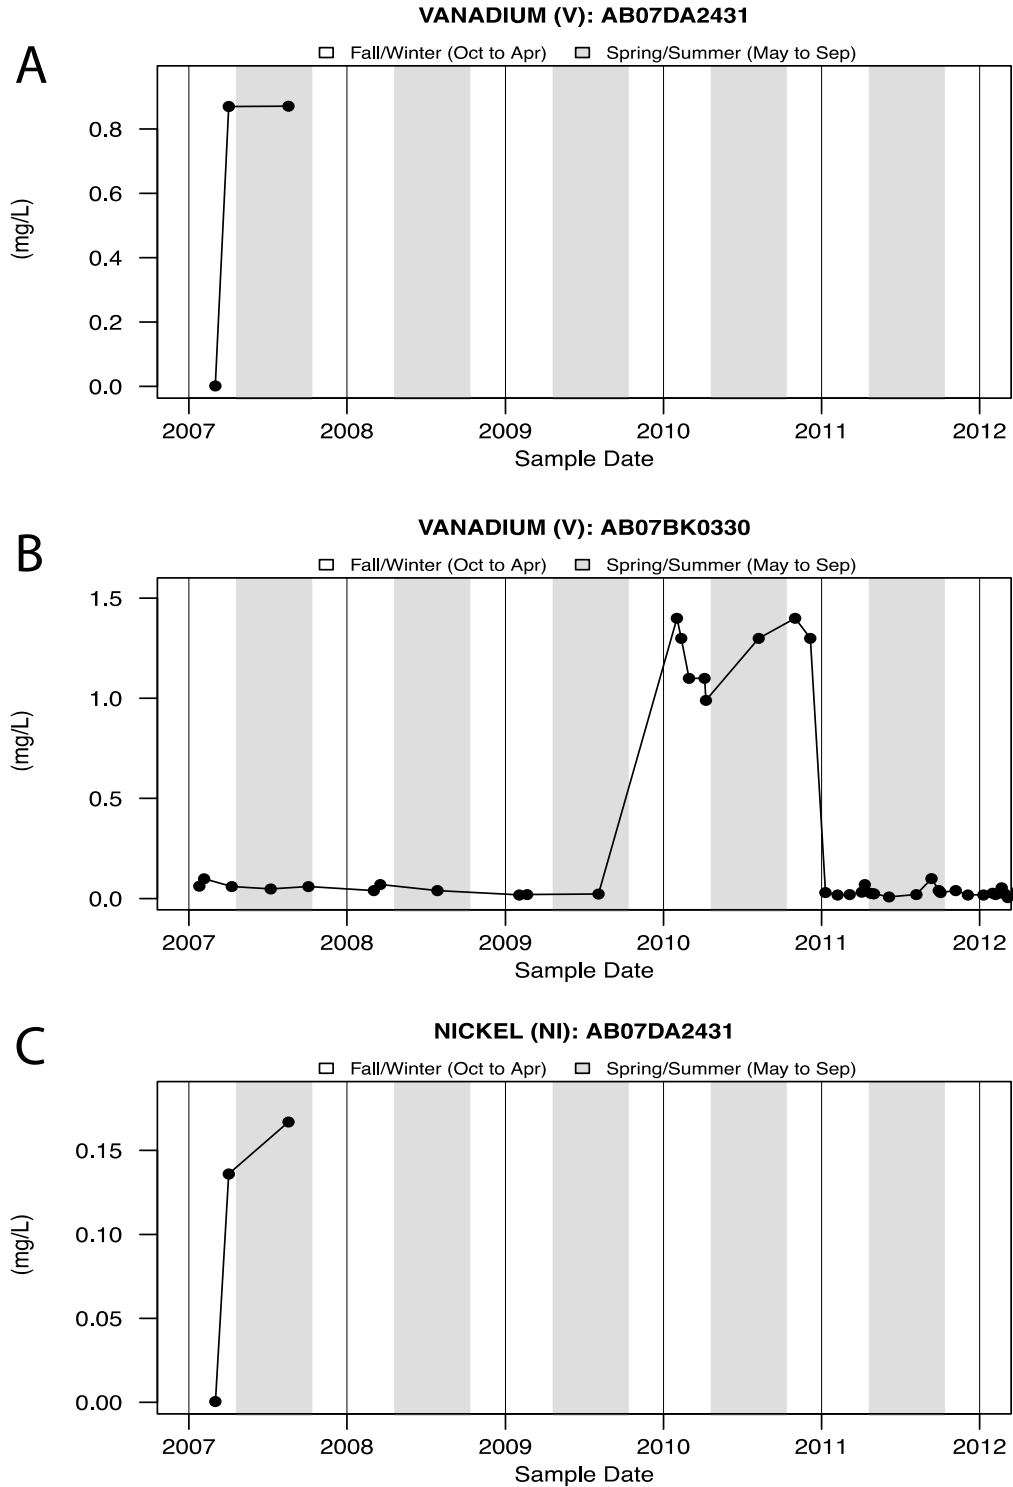 VANADIUM (V): AB07DA2431
A
Fall/Winter (Oct to Apr) Spring/Summer (May to Sep)
0.8
0.6
0.4
0.2
0.0
(mg/L)
2007 2008 2009 2010 2011 2012
Sample Date
VANADIUM (V): AB07BK0330
B
Fall/Winter (Oct to Apr) Spring/Summer (May to Sep)
1.5
1.0
0.5
0.0
(mg/L)
2007 2008 2009 2010 2011 2012
Sample Date
NICKEL (NI): AB07DA2431
C
Fall/Winter (Oct to Apr) Spring/Summer (May to Sep)
0.15
0.10
0.05
0.00
(mg/L)
2007 2008 2009 2010 2011 2012
Sample Date